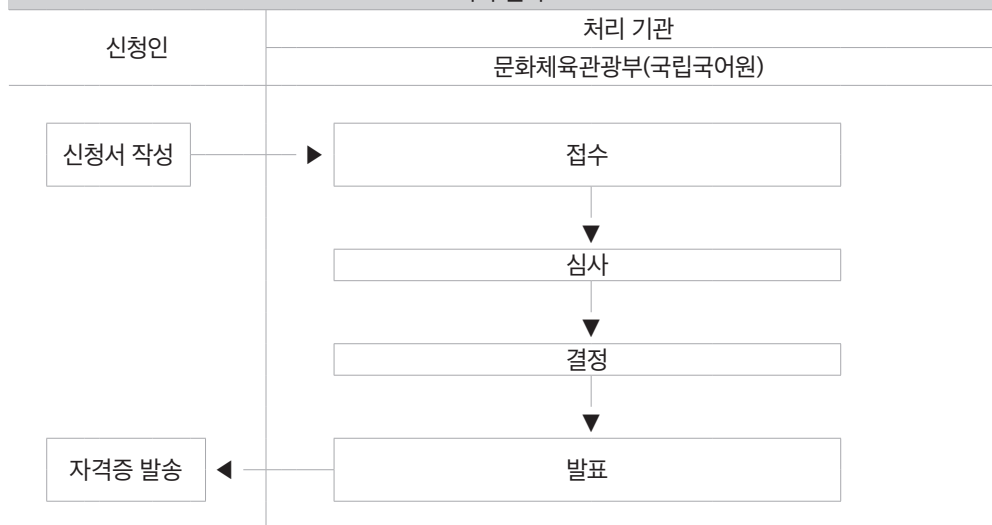 신청인
처리 기관
문화체육관광부(국립국어원)
신청서 작성
접수
심사
결정
자격증 발송
발표